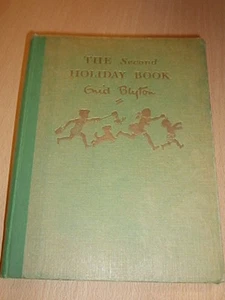 THE Second
HOLIDAY BOOK
Enid Blyton